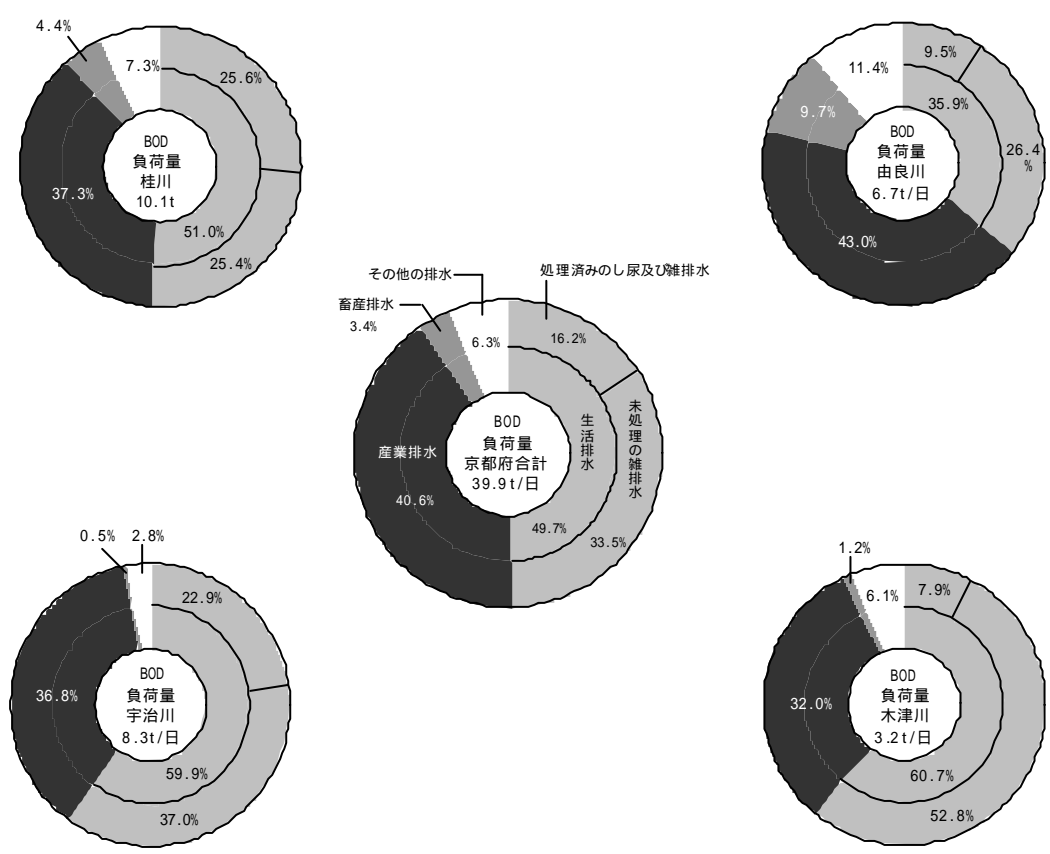 4.4%
7.3%
25.6%
37.3%
BOD
負荷量
桂川
10.1t
51.0%
25.4%
11.4%
9.5%
9.7%
35.9%
26.4
%
BOD
負荷量
由良川
6.7t/日
43.0%
その他の排水
処理済みのし尿及び雑排水
畜産排水
3.4%
6.3%
16.2%
産業排水
40.6%
BOD
負荷量
京都府合計
39.9t/日
生活排水
未処理の雑排水
49.7%
33.5%
0.5%
2.8%
22.9%
36.8%
BOD
負荷量
宇治川
8.3t/日
59.9%
37.0%
1.2%
6.1%
7.9%
32.0%
BOD
負荷量
木津川
3.2t/日
60.7%
52.8%